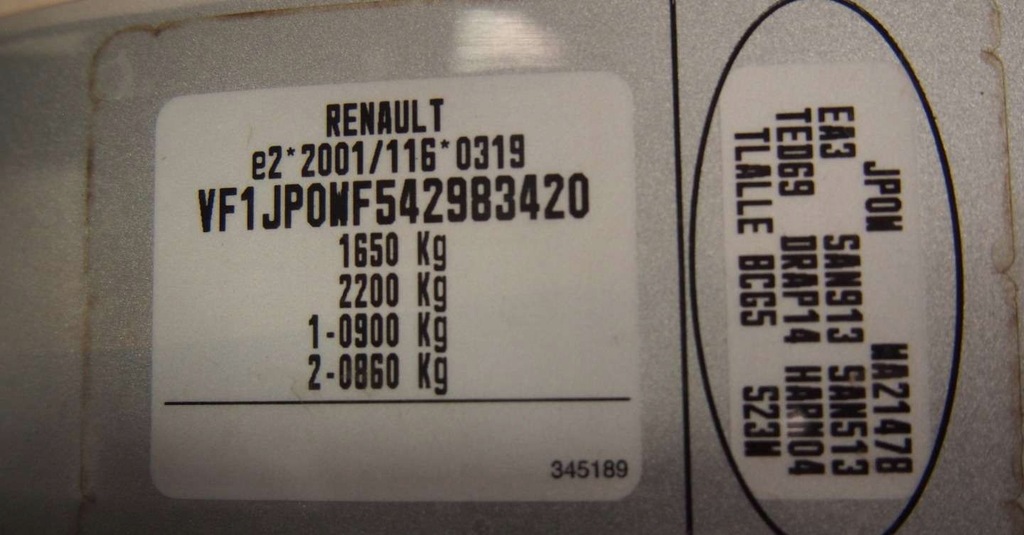 RENAULT
e2*2001/116*0319
VF1JP0WF542983420
1650 Kg
2200 Kg
1-0900 Kg
2-0860 Kg
345189
JP0W WA2147B
EA3 SAN913 SAN513
TED69 DRAP14 HARM04
TLALLE BCG5 523W